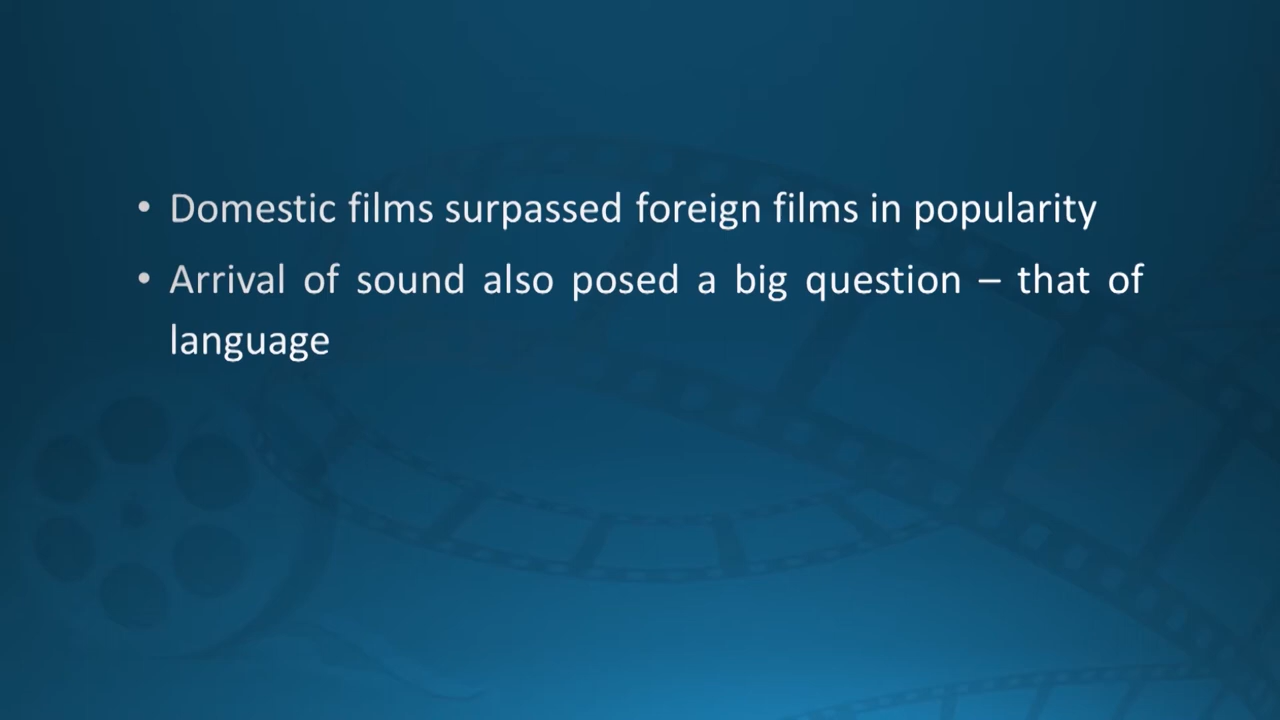 • Domestic films surpassed foreign films in popularity
• Arrival of sound also posed a big question – that of
language